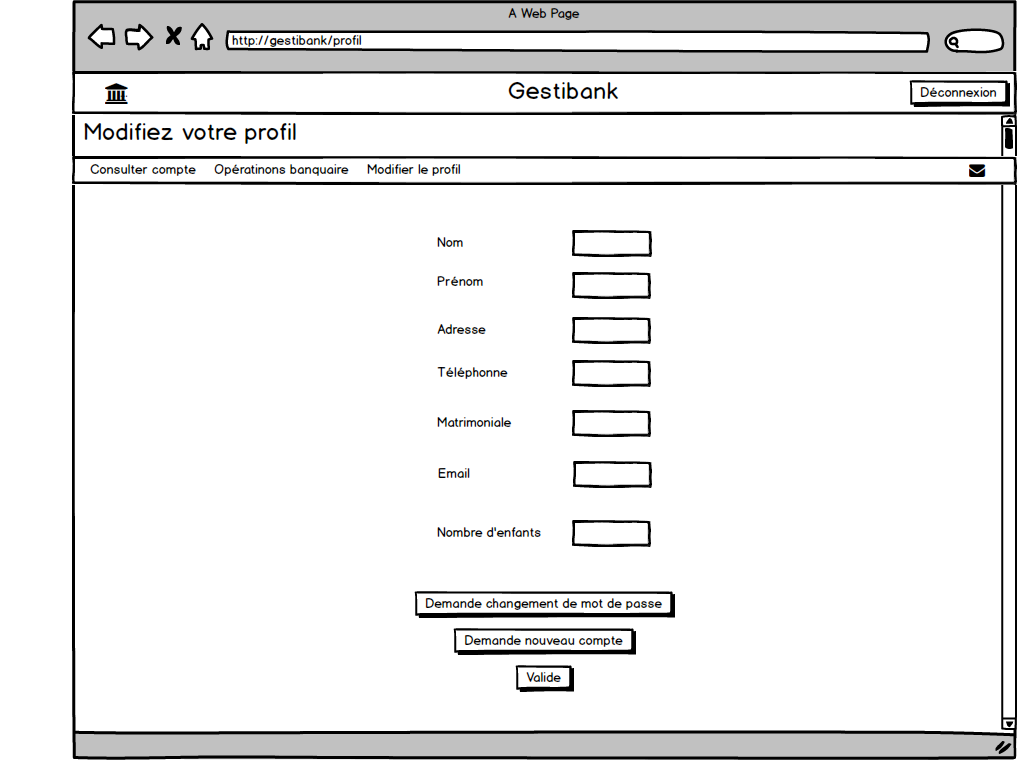 A Web Page
http://gestibank/profil
Gestibank
Déconnexion
Modifiez votre profil
Consulter compte Opératinons banquaire Modifier le profil
Nom
Prénom
Adresse
Téléphonne
Matrimoniale
Email
Nombre d'enfants
Demande changement de mot de passe
Demande nouveau compte
Valide